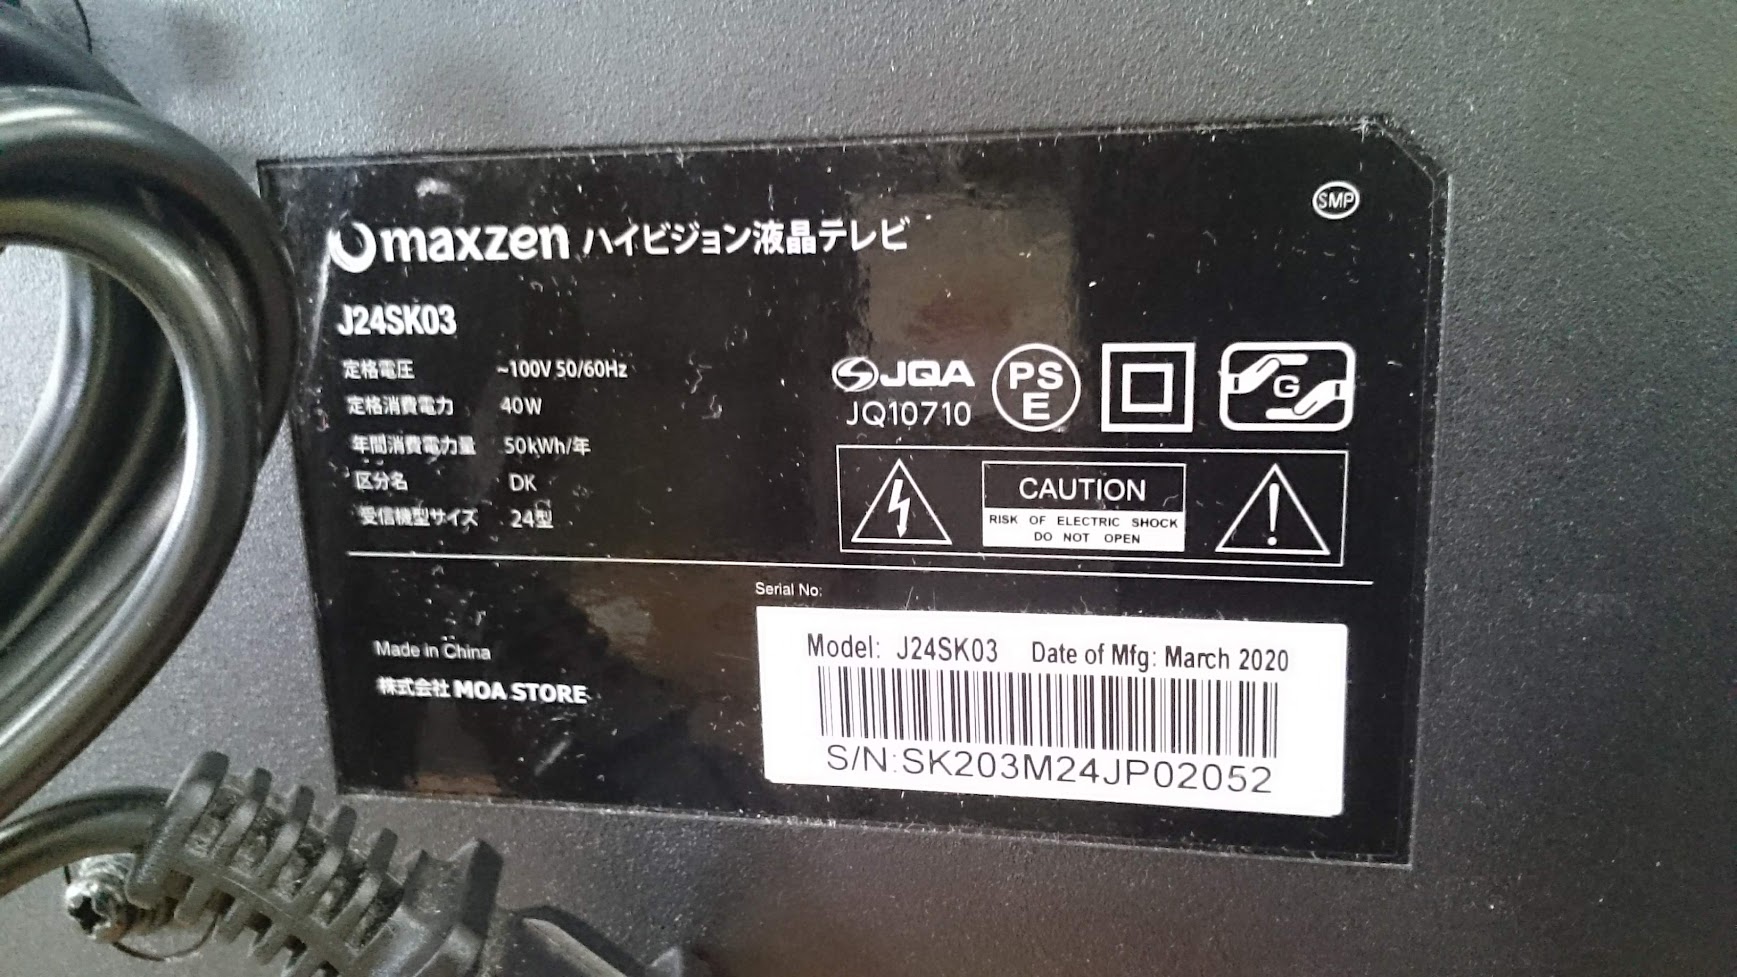 SMP
maxzen ハイビジョン液晶テレビ
J24SK03
定格電圧 ~100V 50/60Hz
定格消費電力 40W
年間消費電力量 50kWh/年
区分名 DK
受信機型サイズ 24型
JQA
JQ10710
PS
E
G
CAUTION
RISK OF ELECTRIC SHOCK
DO NOT OPEN
Serial No:
Made in China
株式会社 MOA STORE
Model: J24SK03 Date of Mfg: March 2020
S/N:SK203M24JP02052